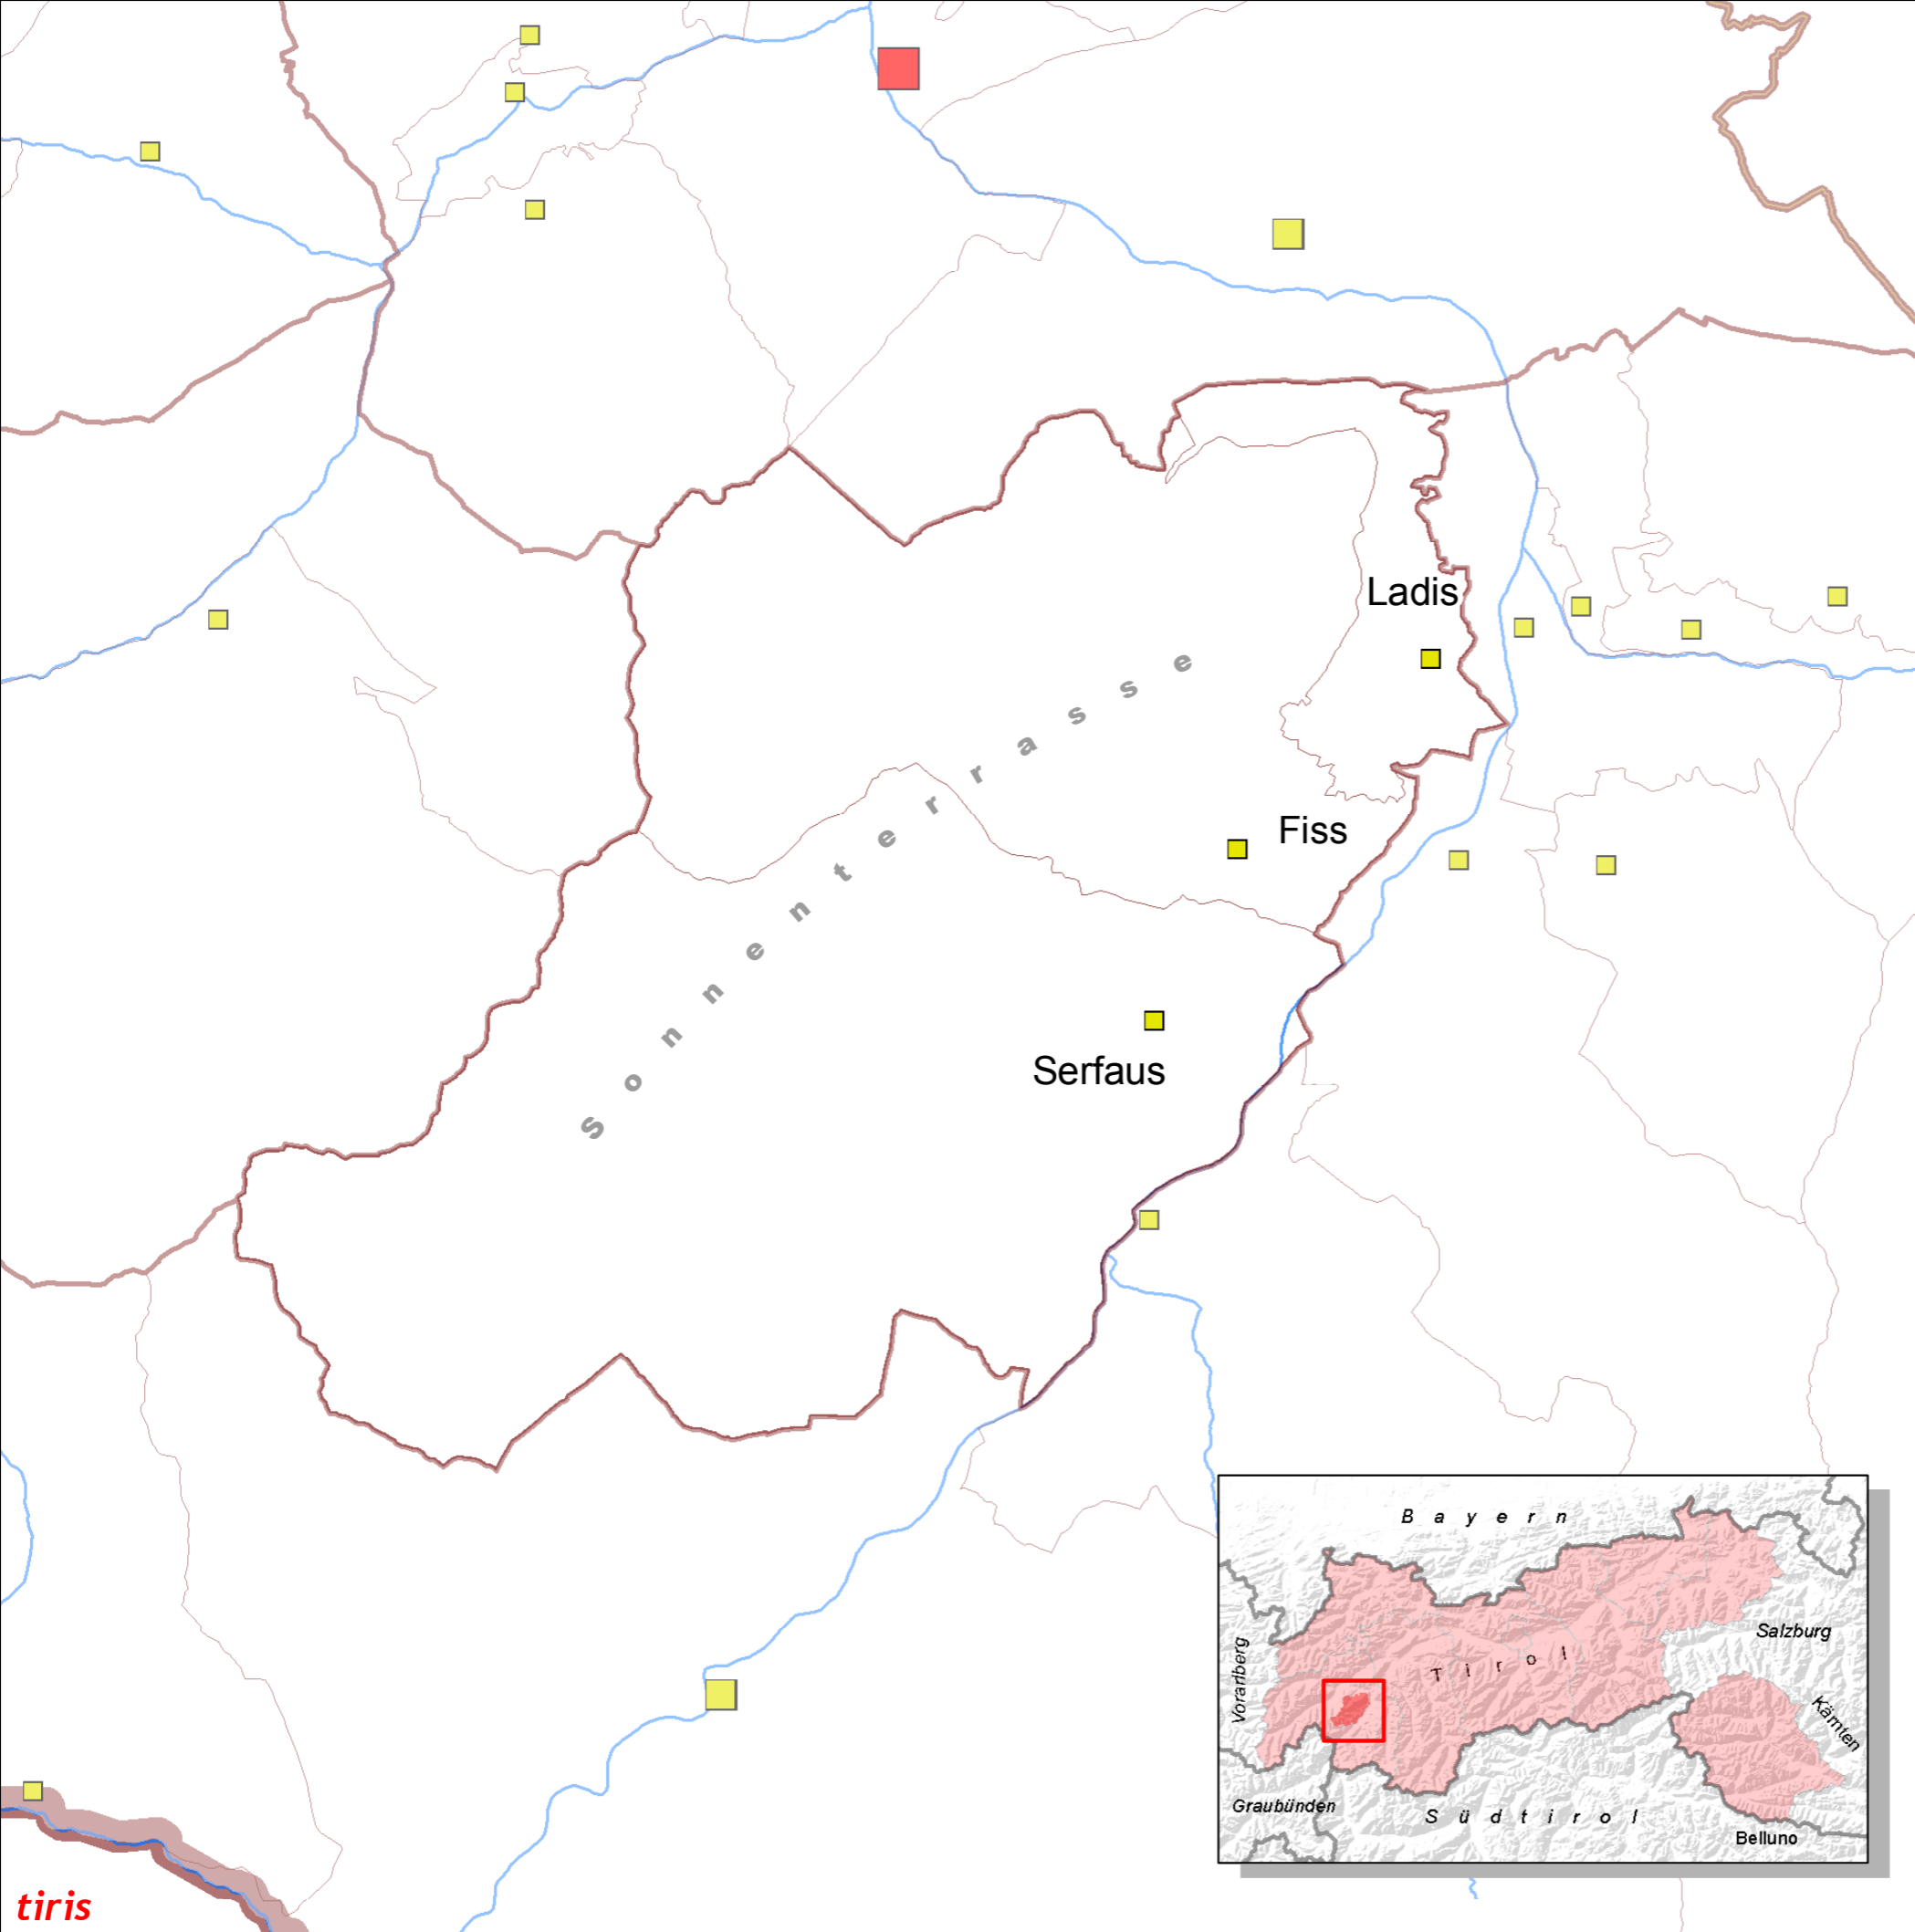 Ladis
Sonnenterrasse
Fiss
Serfaus
Bayern
Vorarlberg
Tirol
Salzburg
Kärnten
Graubünden
Südtirol
Belluno
tiris